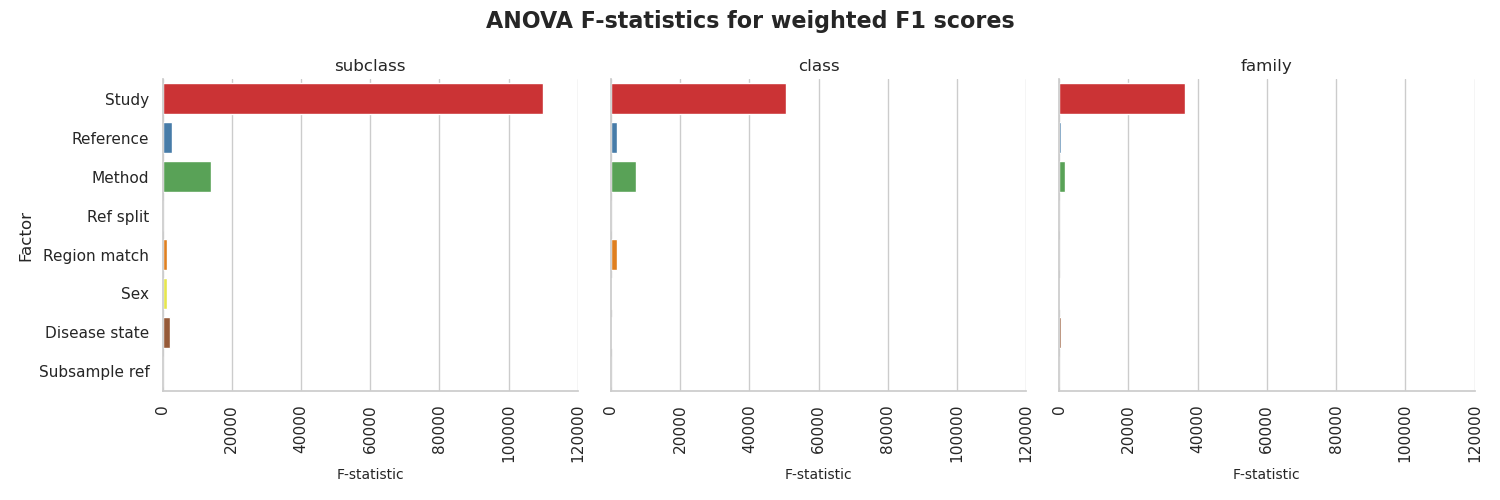 ANOVA F-statistics for weighted F1 scores
subclass
class
family
Factor
Study
Reference
Method
Ref split
Region match
Sex
Disease state
Subsample ref
0 20000 40000 60000 80000 100000 120000
0 20000 40000 60000 80000 100000 120000
0 20000 40000 60000 80000 100000 120000
F-statistic
F-statistic
F-statistic